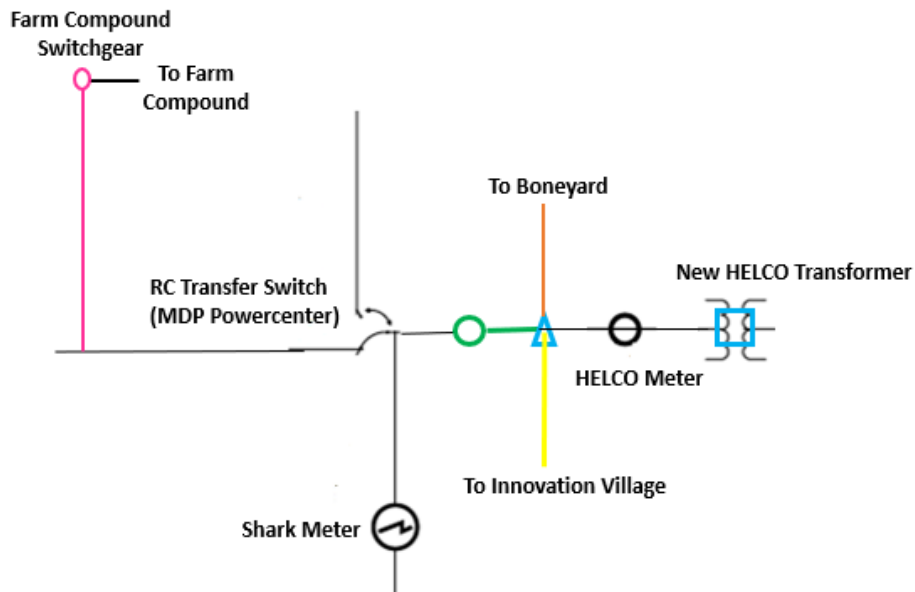 Farm Compound
Switchgear
To Farm
Compound
To Boneyard
New HELCO Transformer
RC Transfer Switch
(MDP Powercenter)
HELCO Meter
To Innovation Village
Shark Meter